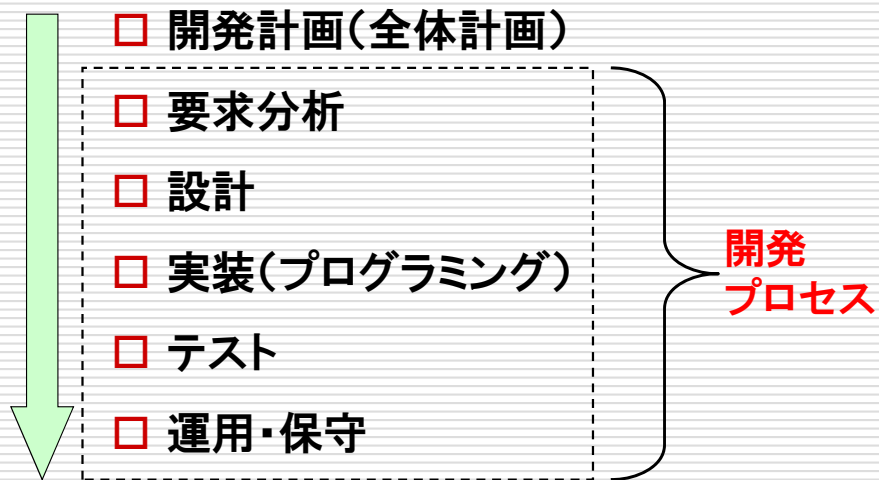 開発計画(全体計画)
要求分析
設計
実装(プログラミング)
テスト
運用・保守
開発
プロセス